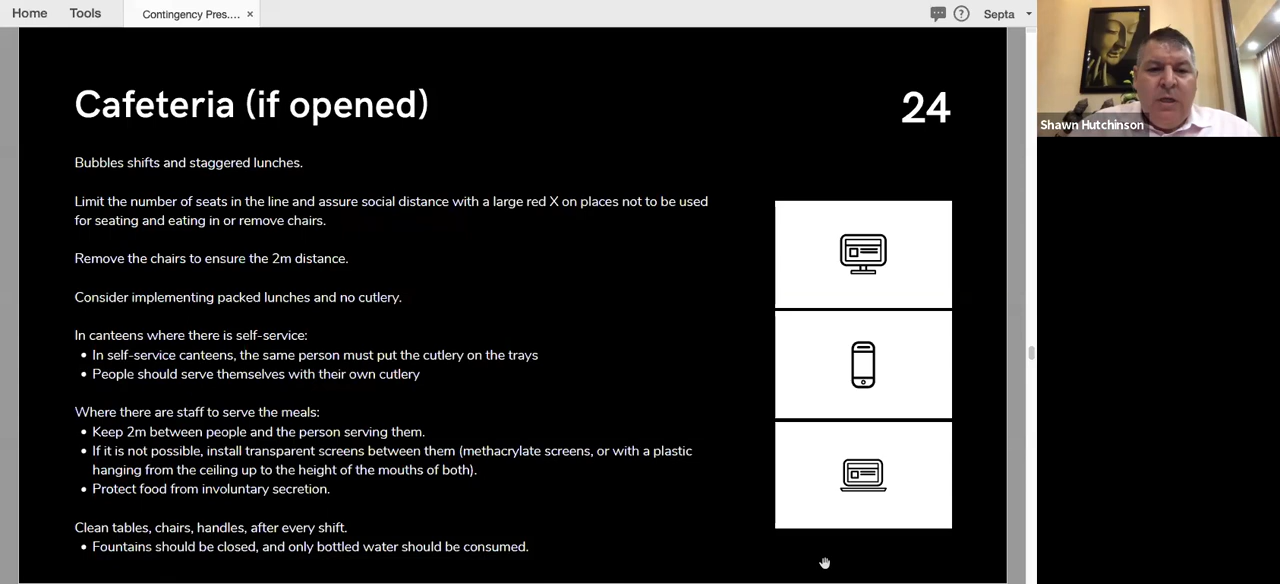 Home Tools Contingency Pres.... × ? Septa
Cafeteria (if opened)
24
Bubbles shifts and staggered lunches.
Limit the number of seats in the line and assure social distance with a large red X on places not to be used
for seating and eating in or remove chairs.
Remove the chairs to ensure the 2m distance.
Consider implementing packed lunches and no cutlery.
In canteens where there is self-service:
• In self-service canteens, the same person must put the cutlery on the trays
• People should serve themselves with their own cutlery
Where there are staff to serve the meals:
• Keep 2m between people and the person serving them.
• If it is not possible, install transparent screens between them (methacrylate screens, or with a plastic
hanging from the ceiling up to the height of the mouths of both).
• Protect food from involuntary secretion.
Clean tables, chairs, handles, after every shift.
• Fountains should be closed, and only bottled water should be consumed.
Shawn Hutchinson